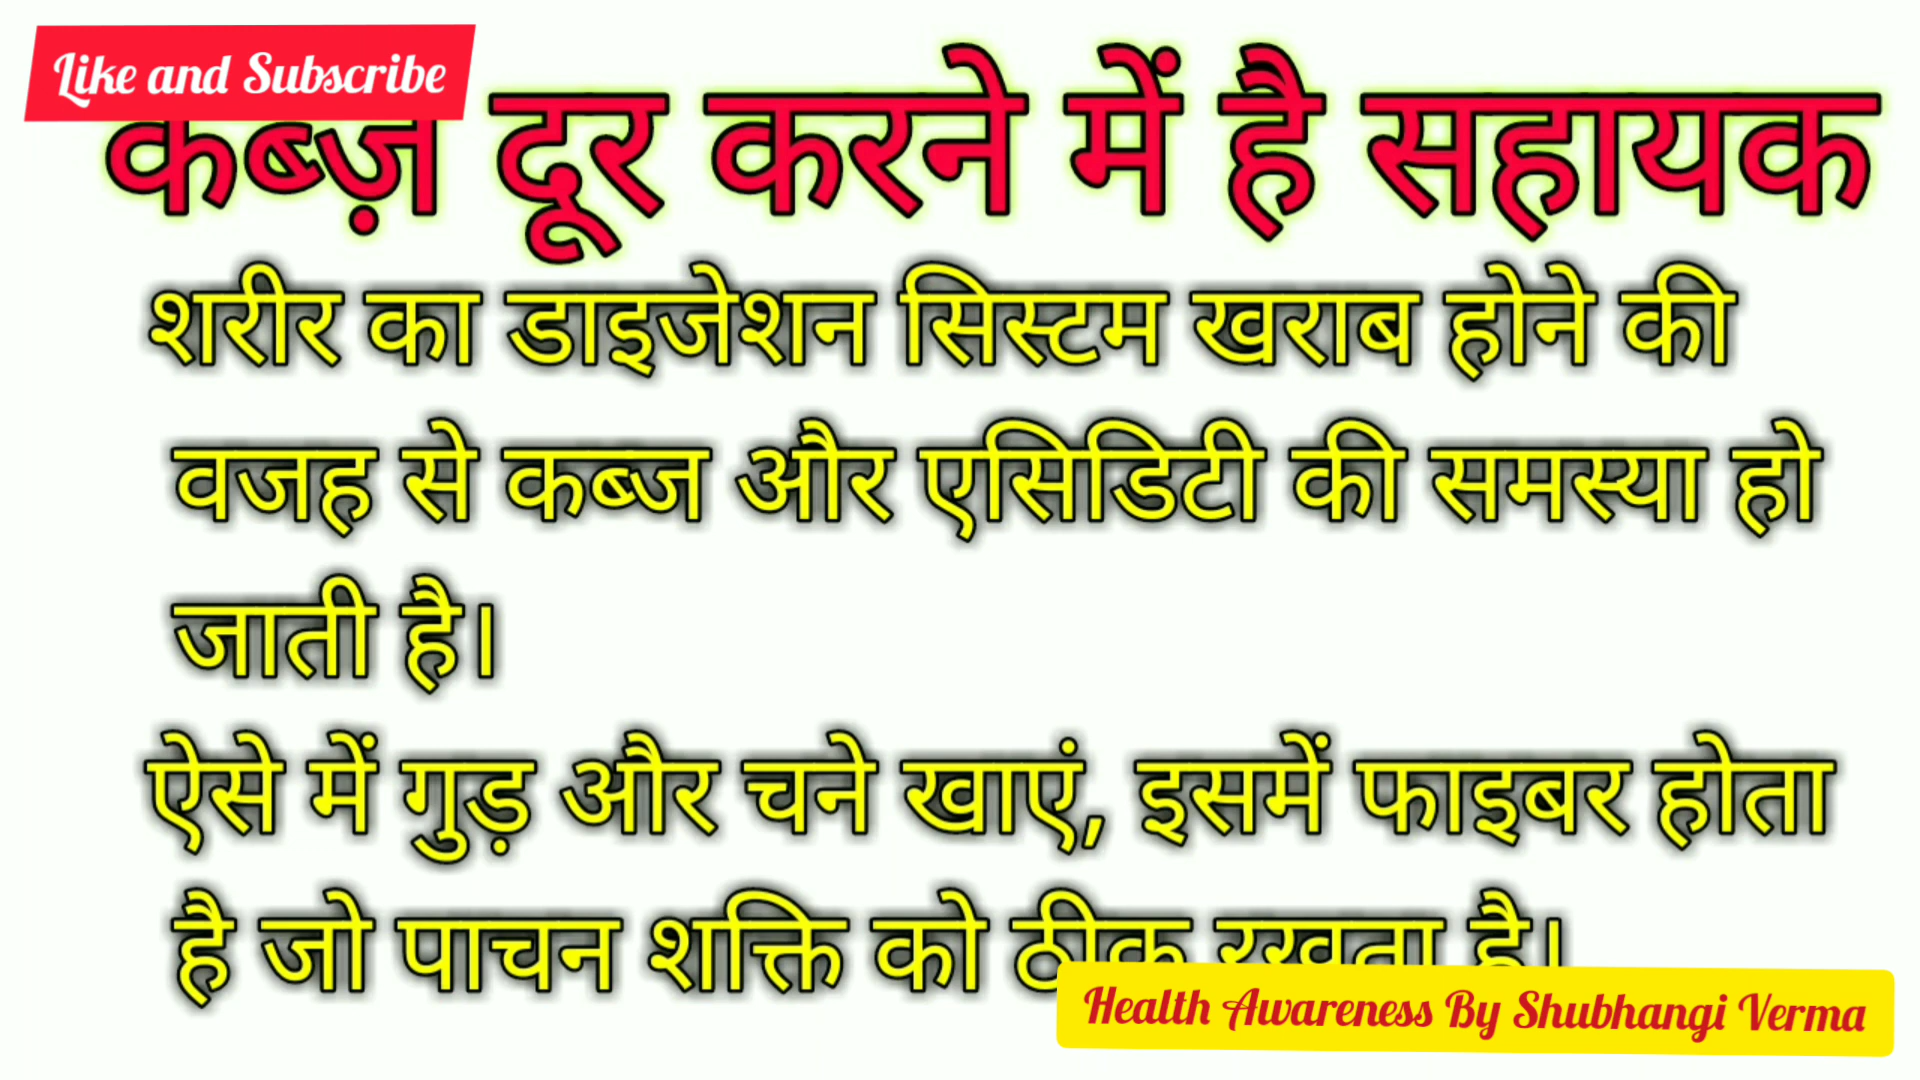 Like and Subscribe
कब्ज़ दूर करने में है सहायक
शरीर का डाइजेशन सिस्टम खराब होने की
वजह से कब्ज और एसिडिटी की समस्या हो
जाती है।
ऐसे में गुड़ और चने खाएं, इसमें फाइबर होता
है जो पाचन शक्ति को ठीक रखता है।
Health Awareness By Shubhangi Verma